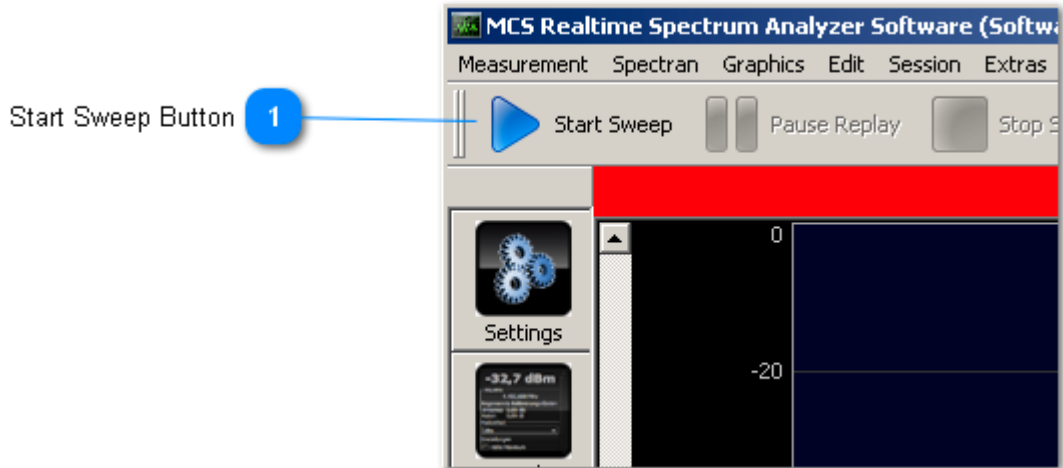 MCS Realtime Spectrum Analyzer Software (Softwa
Measurement Spectran Graphics Edit Session Extras
Start Sweep Button 1
Start Sweep Pause Replay Stop S
0
Settings
-20
-32,7 dBm